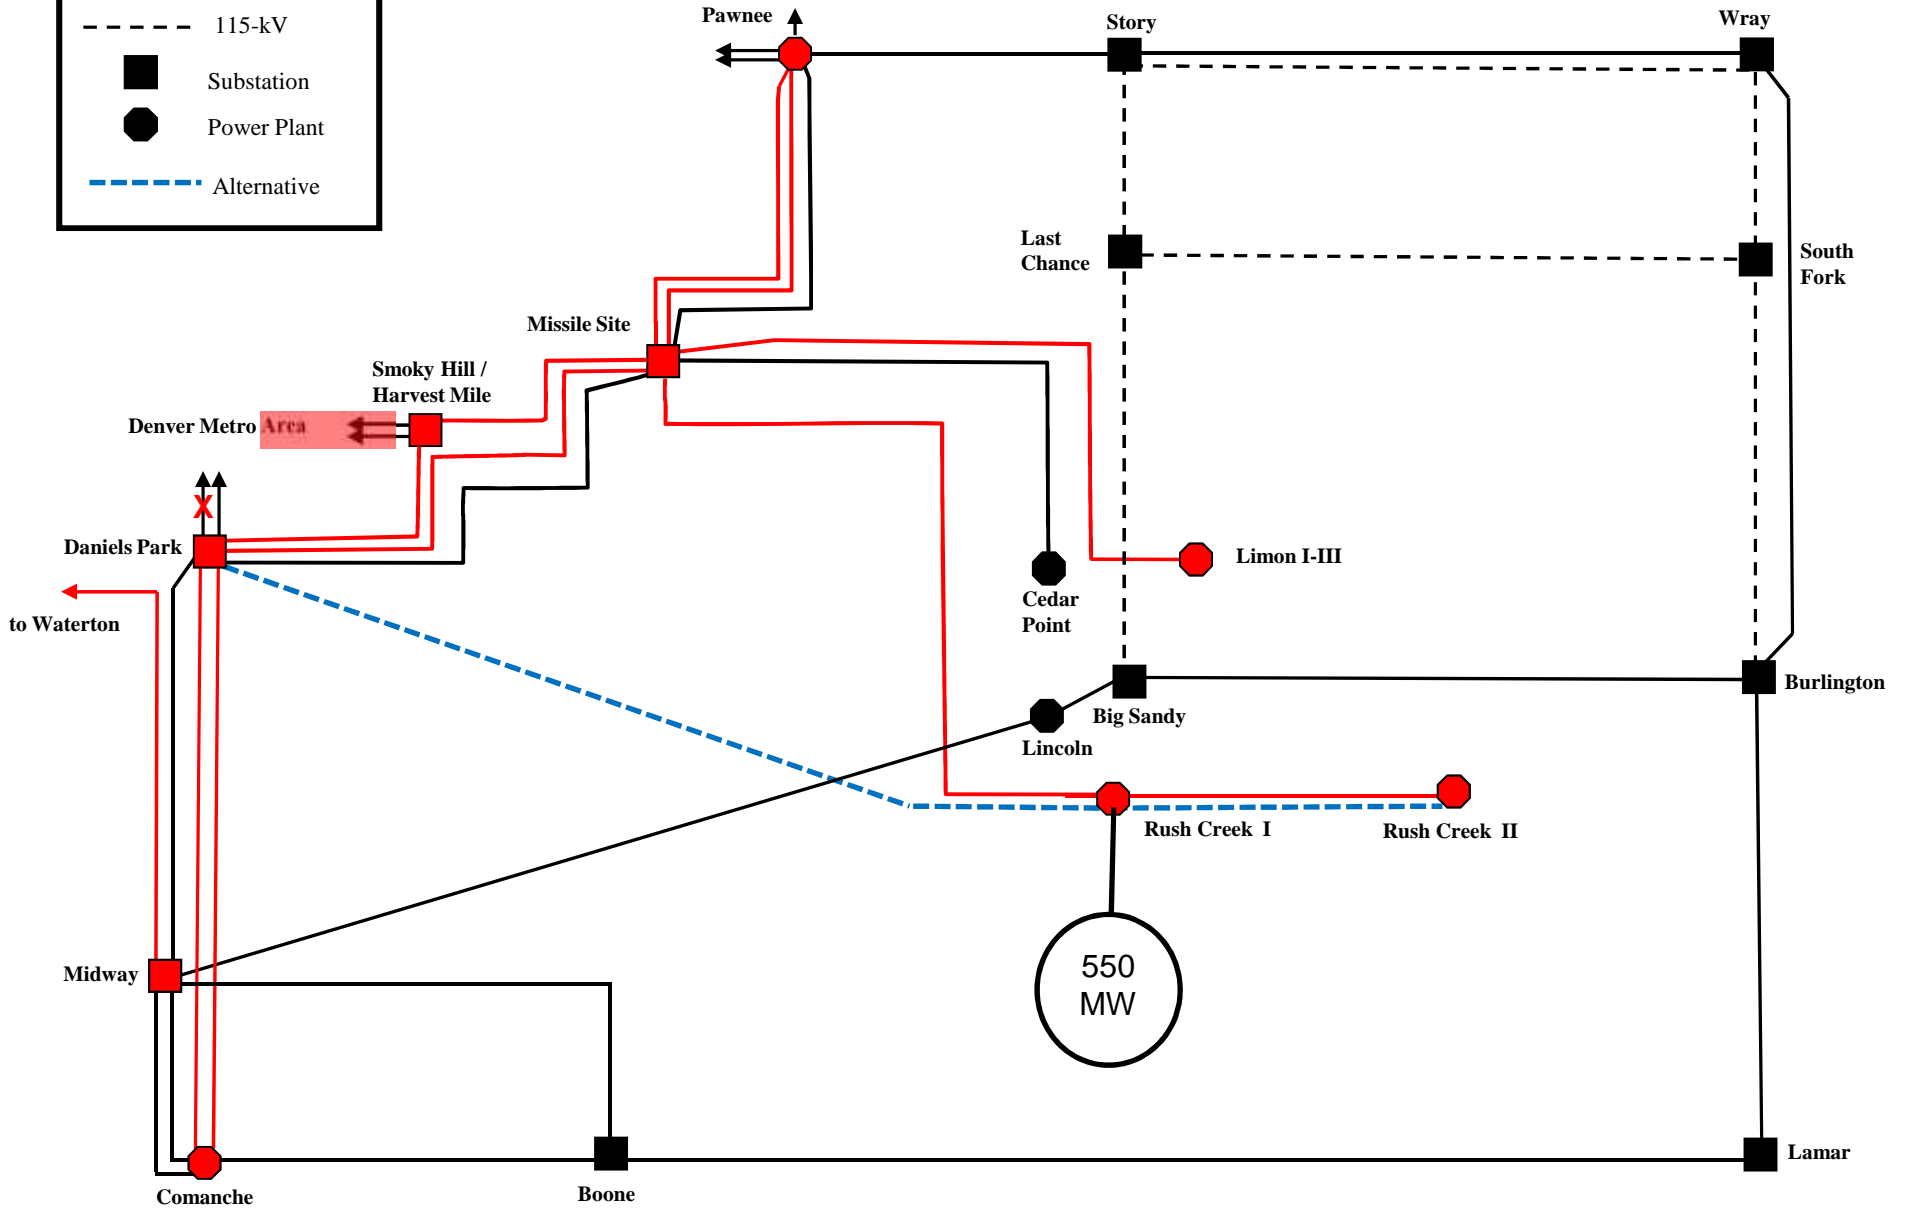 115-kV
Substation
Power Plant
Alternative
Pawnee
Story
Wray
Last
Chance
South
Fork
Missile Site
Smoky Hill /
Harvest Mile
Denver Metro Area
X
Daniels Park
to Waterton
Cedar
Point
Limon I-III
Big Sandy
Burlington
Lincoln
Rush Creek I
Rush Creek II
550
MW
Midway
Comanche
Boone
Lamar